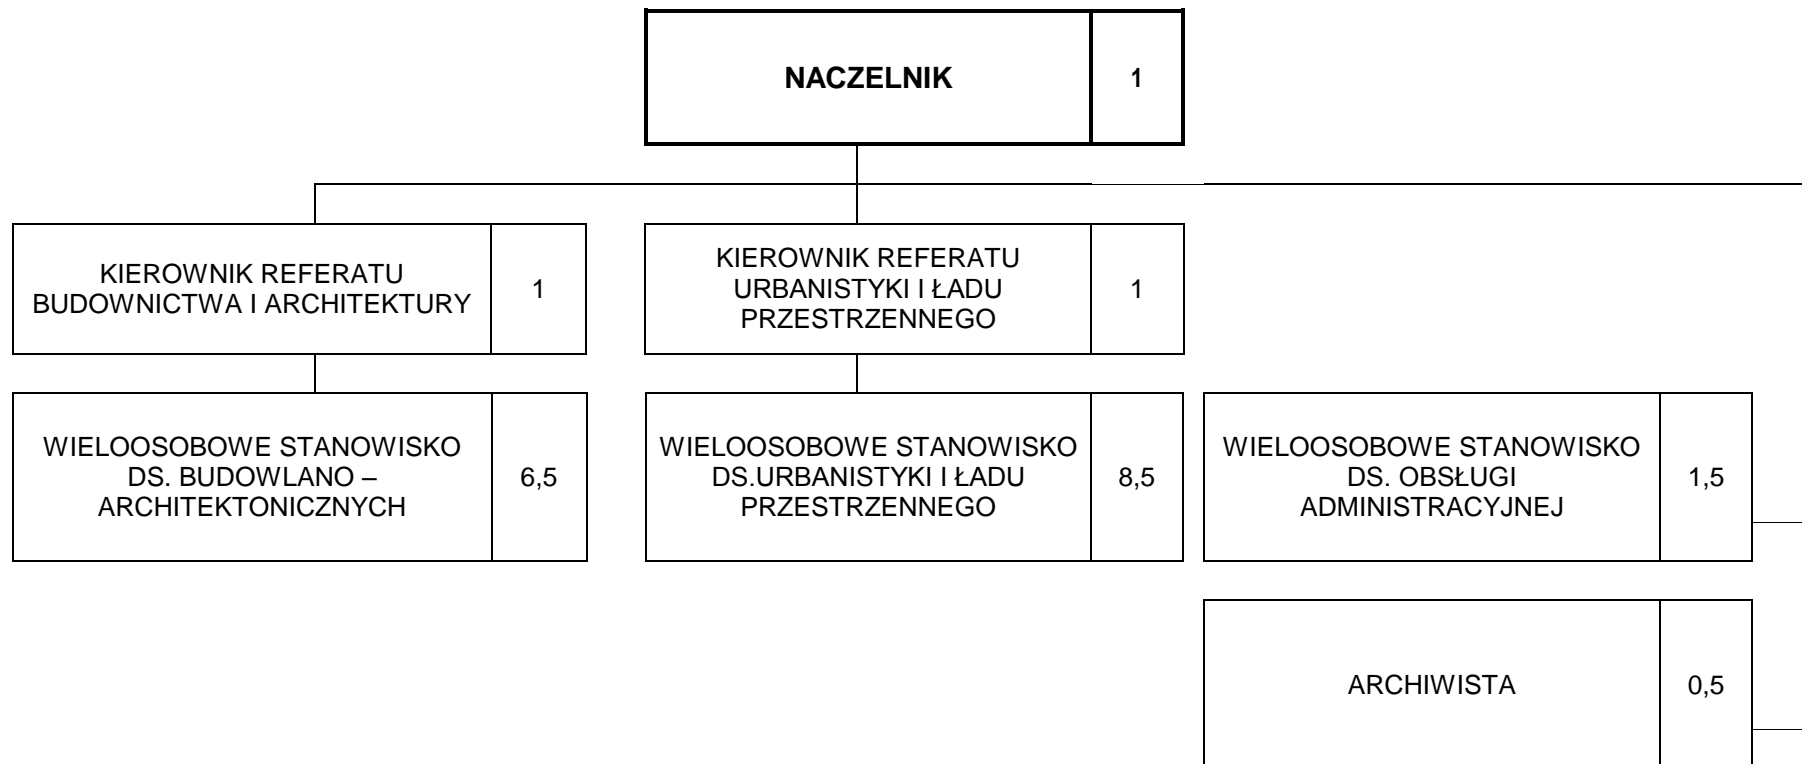 NACZELNIK
1
KIEROWNIK REFERATU
BUDOWNICTWA I ARCHITEKTURY
1
KIEROWNIK REFERATU
URBANISTYKI I ŁADU
PRZESTRZENNEGO
1
WIELOOSOBOWE STANOWISKO
DS. BUDOWLANO –
ARCHITEKTONICZNYCH
6,5
WIELOOSOBOWE STANOWISKO
DS.URBANISTYKI I ŁADU
PRZESTRZENNEGO
8,5
WIELOOSOBOWE STANOWISKO
DS. OBSŁUGI
ADMINISTRACYJNEJ
1,5
ARCHIWISTA
0,5